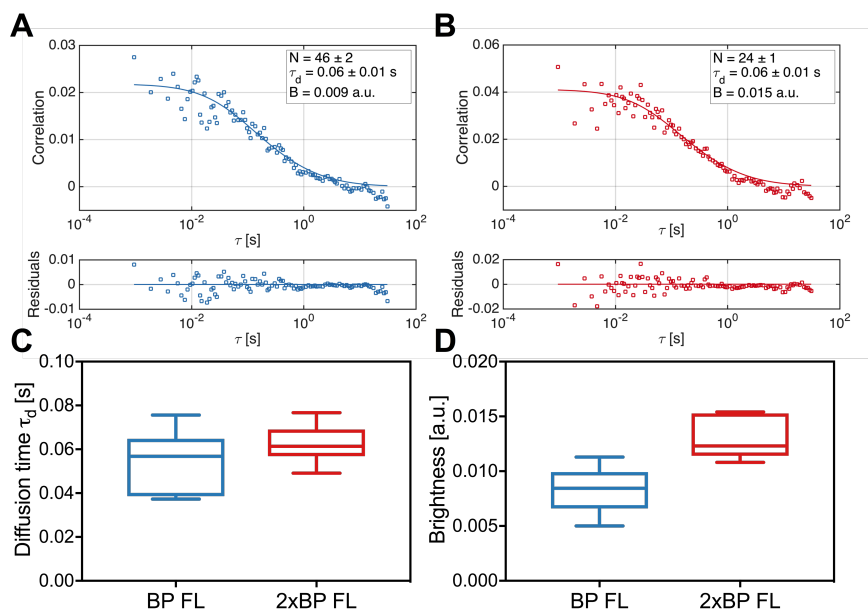 A
0.03
0.02
0.01
0
Correlation
N = 46 ± 2
τd = 0.06 ± 0.01 s
B = 0.009 a.u.
10-4
10-2
100
102
τ [s]
0.01
0
-0.01
Residuals
10-4
10-2
100
102
τ [s]
B
0.06
0.04
0.02
0
Correlation
N = 24 ± 1
τd = 0.06 ± 0.01 s
B = 0.015 a.u.
10-4
10-2
100
102
τ [s]
0.02
0
-0.02
Residuals
10-4
10-2
100
102
τ [s]
C
0.10
0.08
0.06
0.04
0.02
0.00
Diffusion time τd [s]
BP FL
2xBP FL
D
0.020
0.015
0.010
0.005
0.000
Brightness [a.u.]
BP FL
2xBP FL